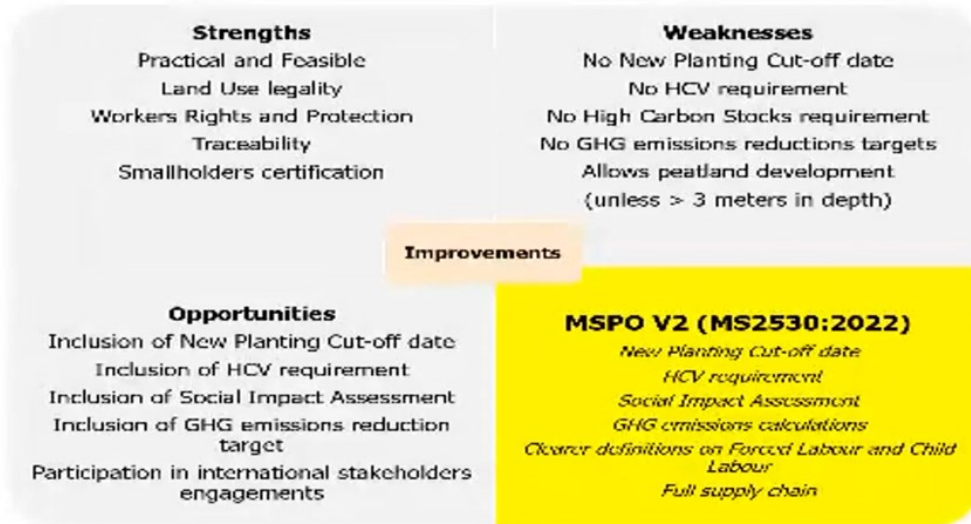 Strengths
Practical and Feasible
Land Use legality
Workers Rights and Protection
Traceability
Smallholders certification
Weaknesses
No New Planting Cut-off date
No HCV requirement
No High Carbon Stocks requirement
No GHG emissions reductions targets
Allows peatland development
(unless > 3 meters in depth)
Improvements
Opportunities
Inclusion of New Planting Cut-off date
Inclusion of HCV requirement
Inclusion of Social Impact Assessment
Inclusion of GHG emissions reduction
target
Participation in international stakeholders
engagements
MSPO V2 (MS2530:2022)
New Planting Cut-off date
HCV requirement
Social Impact Assessment
GHG emissions calculations
Clearer definitions on Forced Labour and Child
Labour
Full supply chain